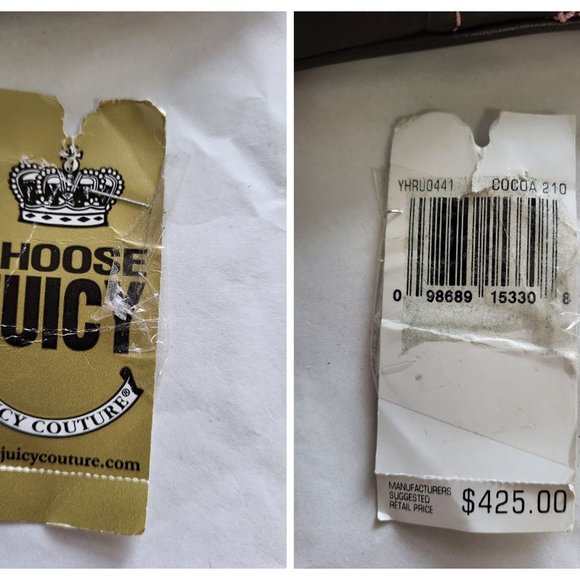 HOOSE
UICY
CY COUTURE®
juicycouture.com
YHRU0441 COCOA 210
0 98689 15330 8
MANUFACTURERS
SUGGESTED
RETAIL PRICE
$425.00